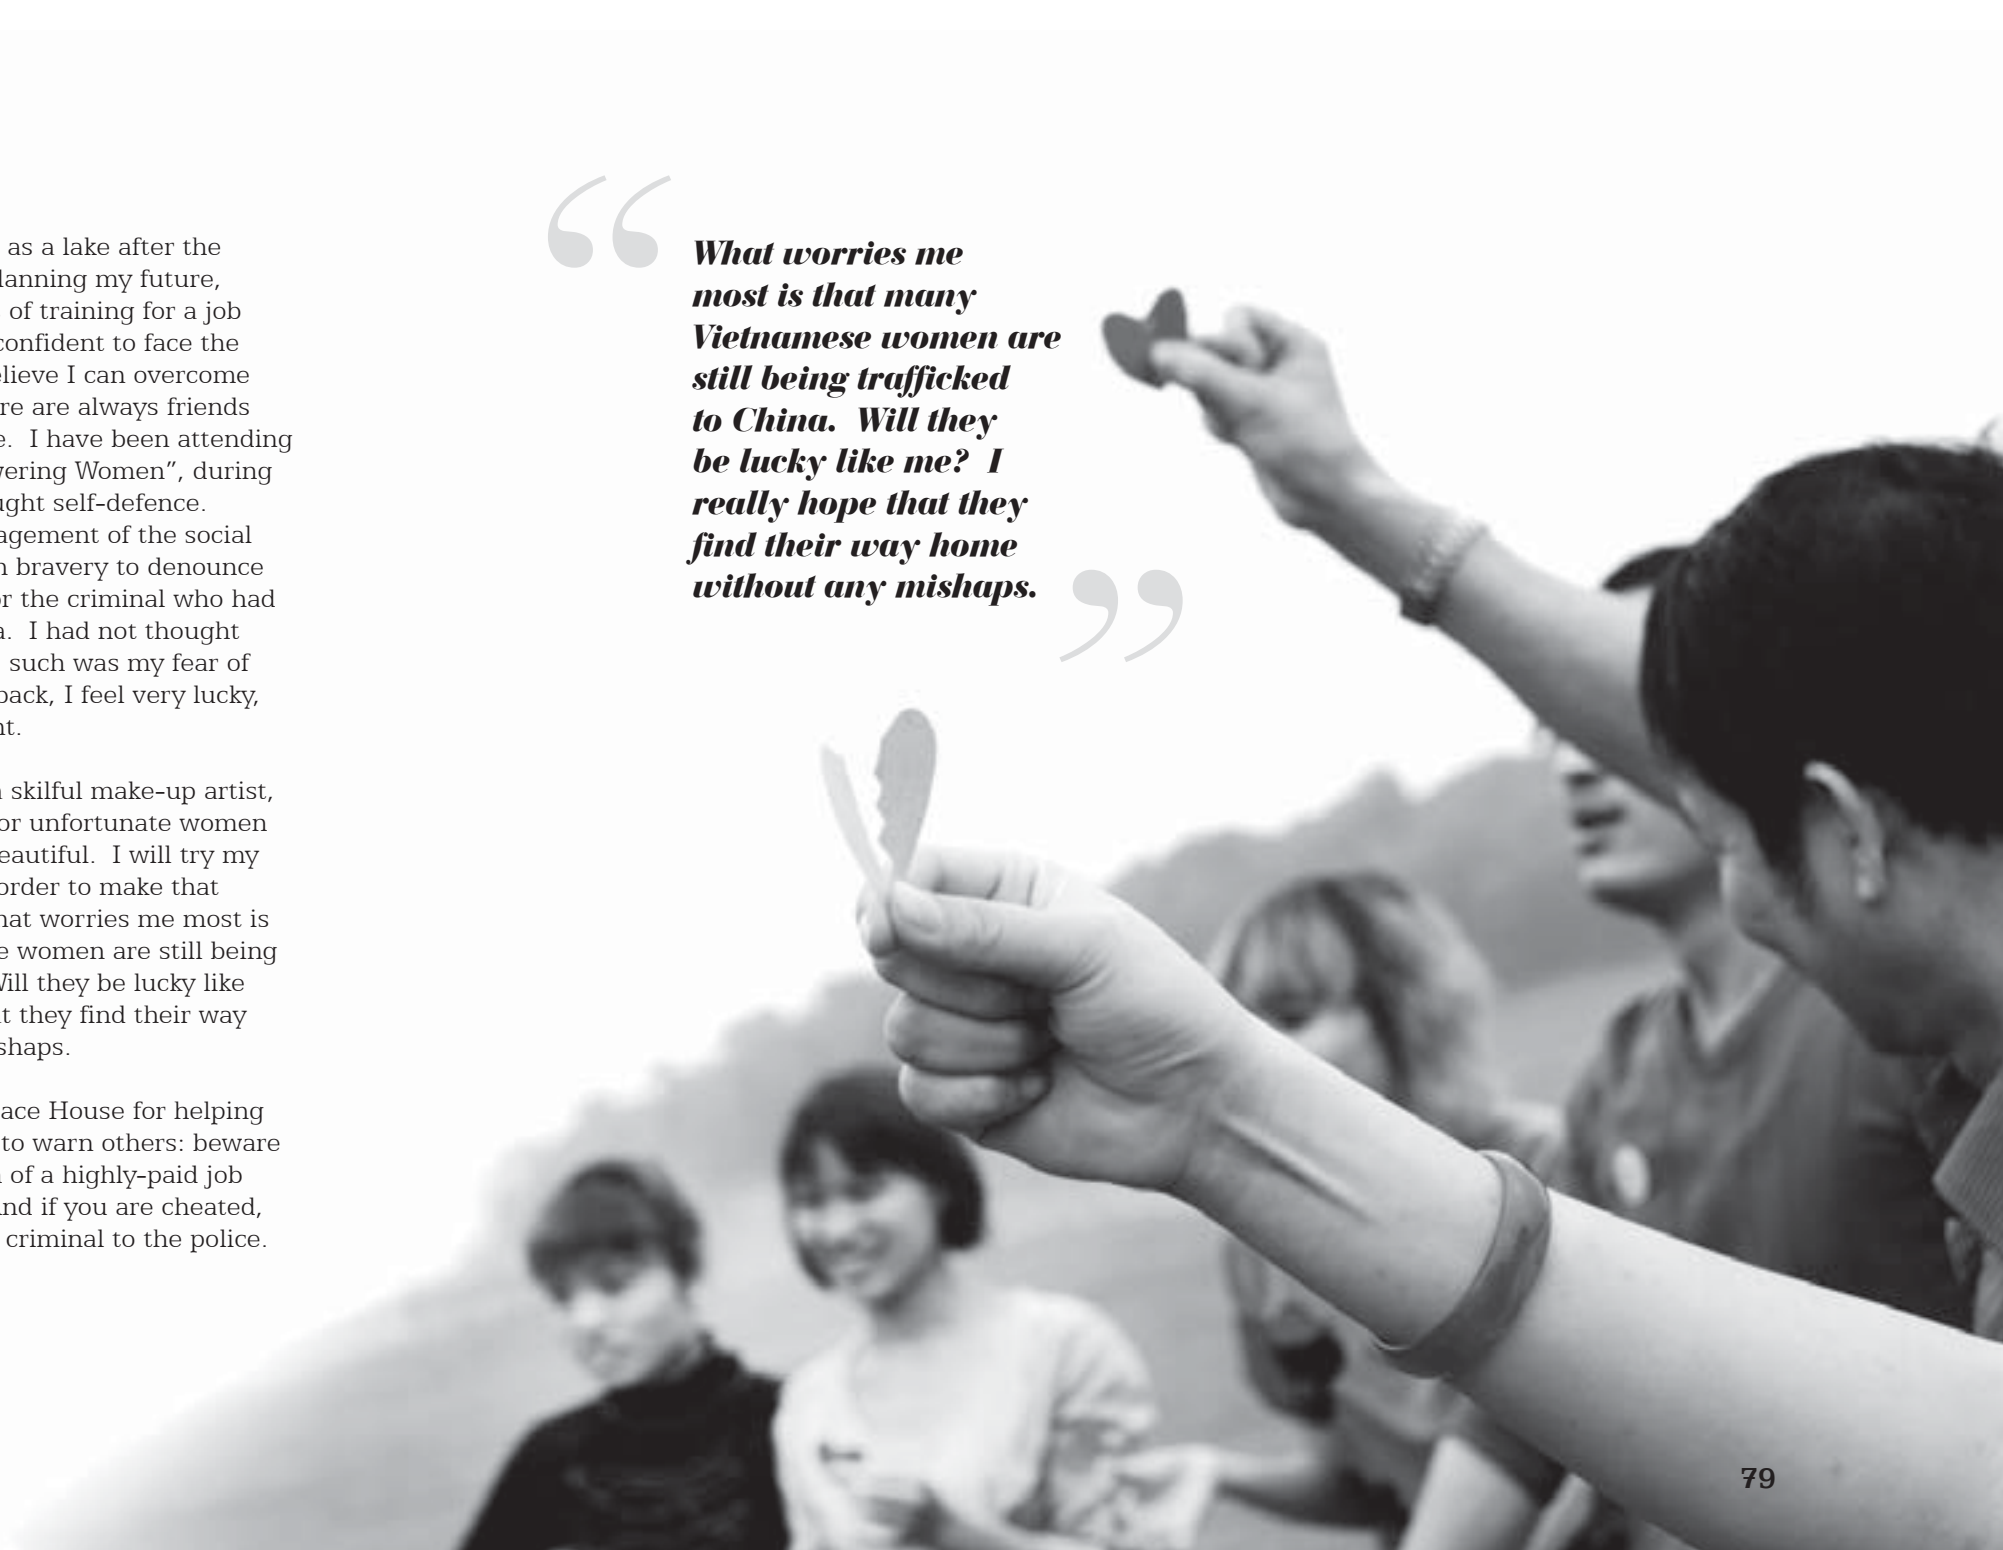 as a lake after the
lanning my future,
of training for a job
confident to face the
elieve I can overcome
re are always friends
e.  I have been attending
wering Women”, during
ught self-defence.
agement of the social
n bravery to denounce
or the criminal who had
a.  I had not thought
such was my fear of
back, I feel very lucky,
nt.
n skilful make-up artist,
or unfortunate women
eautiful.  I will try my
order to make that
hat worries me most is
e women are still being
Will they be lucky like
at they find their way
shaps.
ace House for helping
to warn others: beware
of a highly-paid job
And if you are cheated,
criminal to the police.
“What worries me
most is that many
Vietnamese women are
still being trafficked
to China.  Will they
be lucky like me?  I
really hope that they
find their way home
without any mishaps.”
79